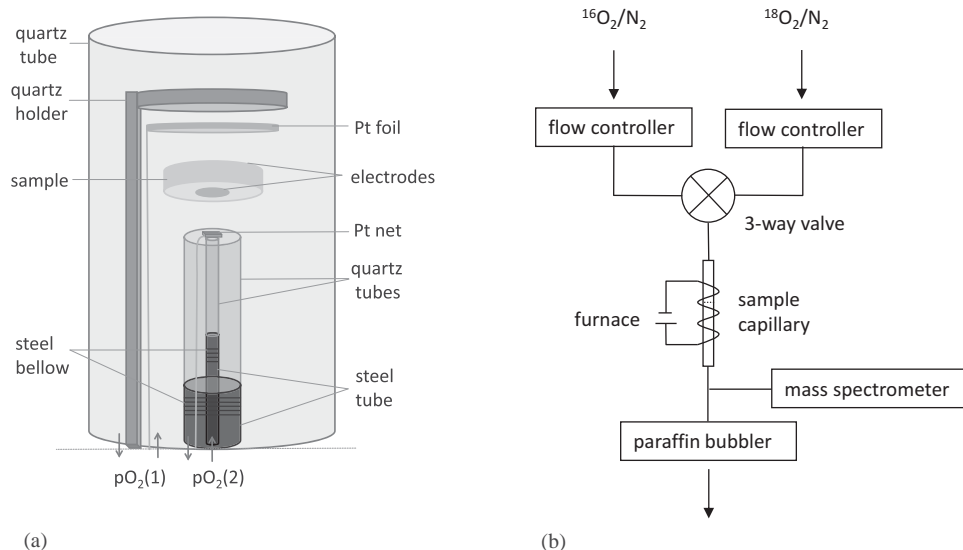 quartz
tube
quartz
holder
Pt foil
sample
electrodes
Pt net
quartz
tubes
steel
bellow
steel
tube
pO₂(1)
pO₂(2)
(a)
¹⁶O₂/N₂
¹⁸O₂/N₂
flow controller
flow controller
3-way valve
furnace
sample
capillary
mass spectrometer
paraffin bubbler
(b)